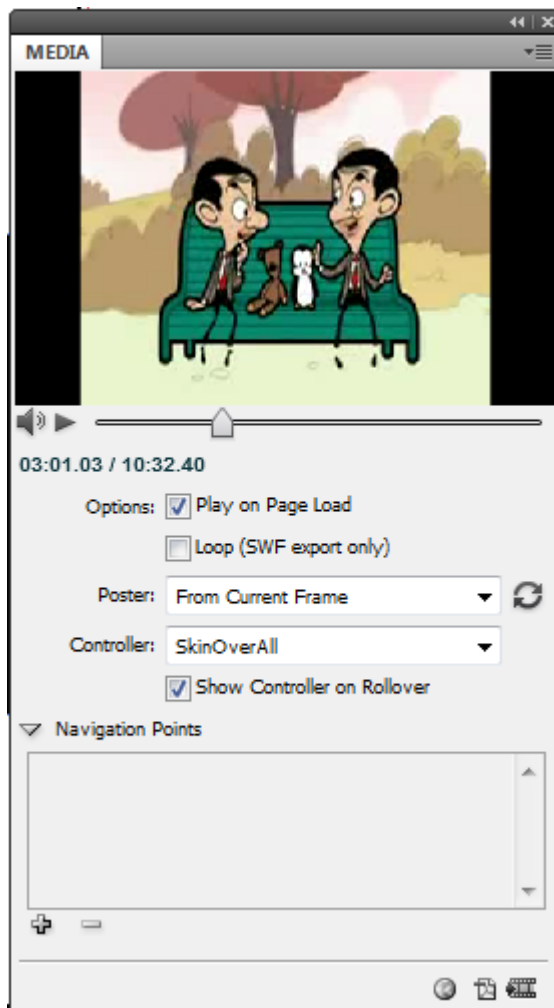 MEDIA
03:01.03 / 10:32.40
Options: Play on Page Load
Loop (SWF export only)
Poster: From Current Frame
Controller: SkinOverAll
Show Controller on Rollover
Navigation Points